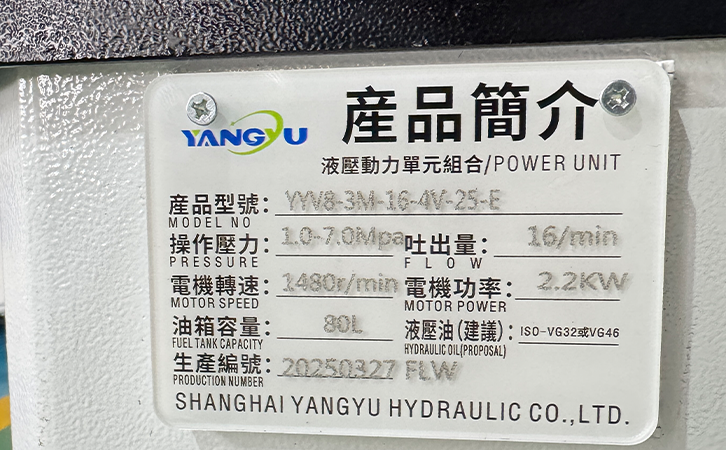 YANGYU
產品簡介
液壓動力單元組合/POWER UNIT
產品型號: YYV8-3M-16-4V-25-E
MODEL NO
操作壓力: 1.0-7.0Mpa 吐出量: 16/min
PRESSURE FLOW
電機轉速: 1480r/min 電機功率: 2.2KW
MOTOR SPEED MOTOR POWER
油箱容量: 80L 液壓油(建議): ISO-VG32或VG46
FUEL TANK CAPACITY HYDRAULIC OIL(PROPOSAL)
生產編號: 20250327 FLW
PRODUCTION NUMBER
SHANGHAI YANGYU HYDRAULIC CO.,LTD.